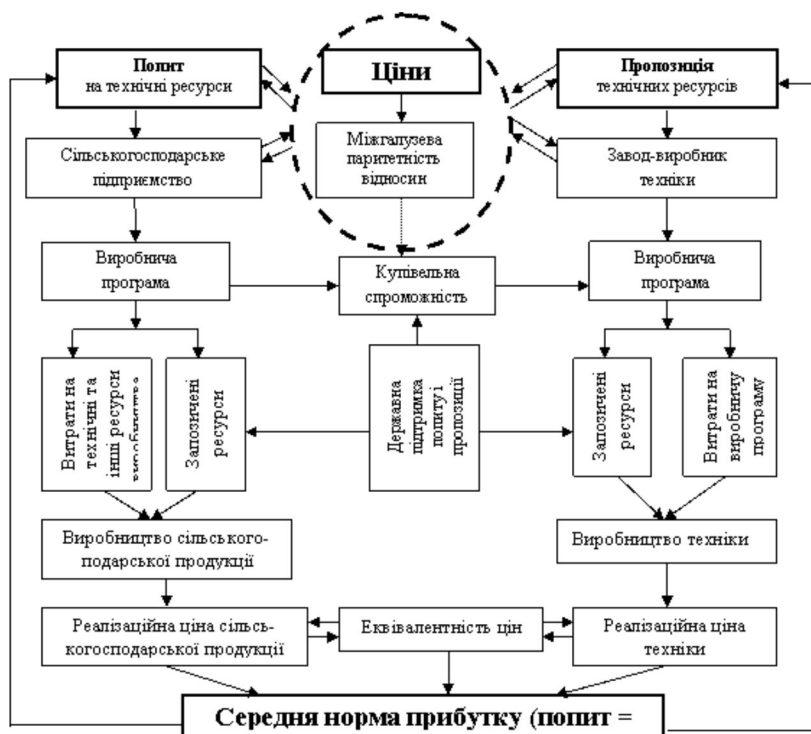 Попит
на технічні ресурси
Ціни
Пропозиція
технічних ресурсів
Сільськогосподарське
підприємство
Міжгалузева
паритетність
відносин
Завод-виробник
техніки
Виробнича
програма
Купівельна
спроможність
Виробнича
програма
Витрати на
технічні та
інші ресурси
виробництва
Запозичені
ресурси
Державна
підтримка
попиту і
пропозиції
Запозичені
ресурси
Витрати на
виробничу
програму
Виробництво сільського-
подарської продукції
Виробництво техніки
Реалізаційна ціна сільсь-
когосподарської продукції
Еквівалентність цін
Реалізаційна ціна
техніки
Середня норма прибутку (попит =